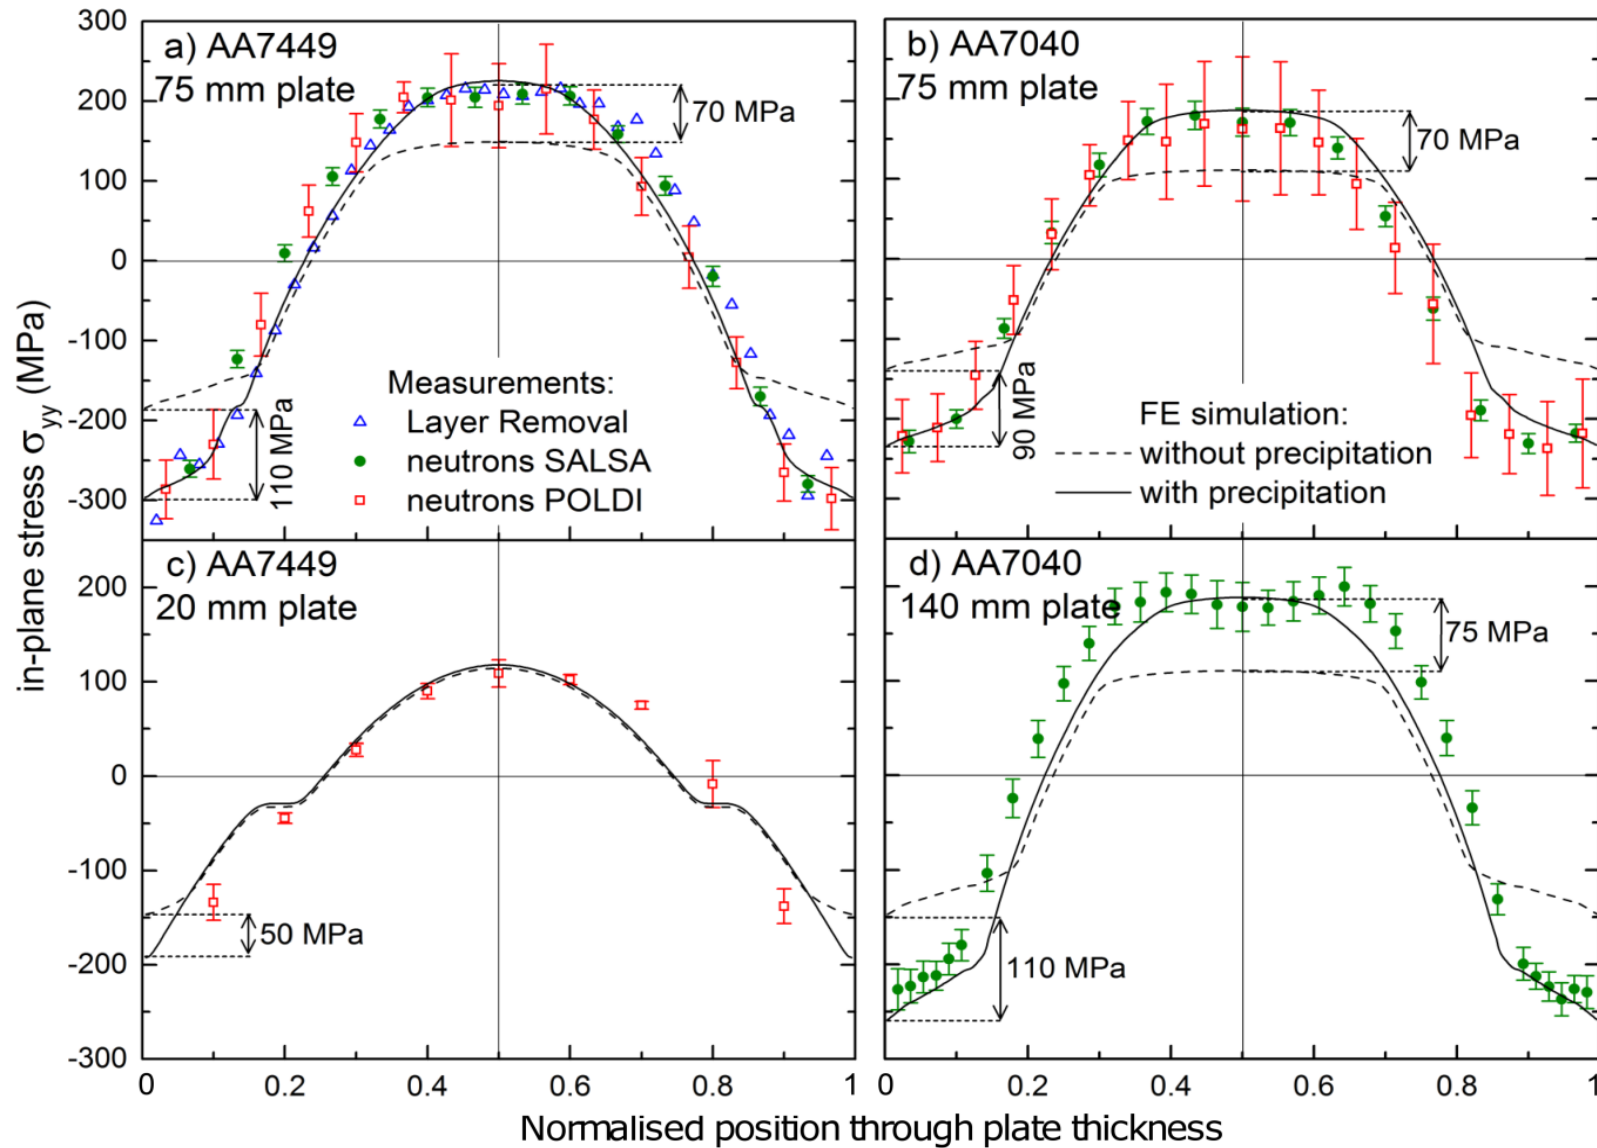 in-plane stress σyy (MPa)
300
200
100
0
-100
-200
-300
a) AA7449
75 mm plate
70 MPa
110 MPa
Measurements:
Layer Removal
neutrons SALSA
neutrons POLDI
b) AA7040
75 mm plate
70 MPa
90 MPa
FE simulation:
without precipitation
with precipitation
200
100
0
-100
-200
-300
c) AA7449
20 mm plate
50 MPa
d) AA7040
140 mm plate
75 MPa
110 MPa
0 0.2 0.4 0.6 0.8 1
0 0.2 0.4 0.6 0.8 1
Normalised position through plate thickness